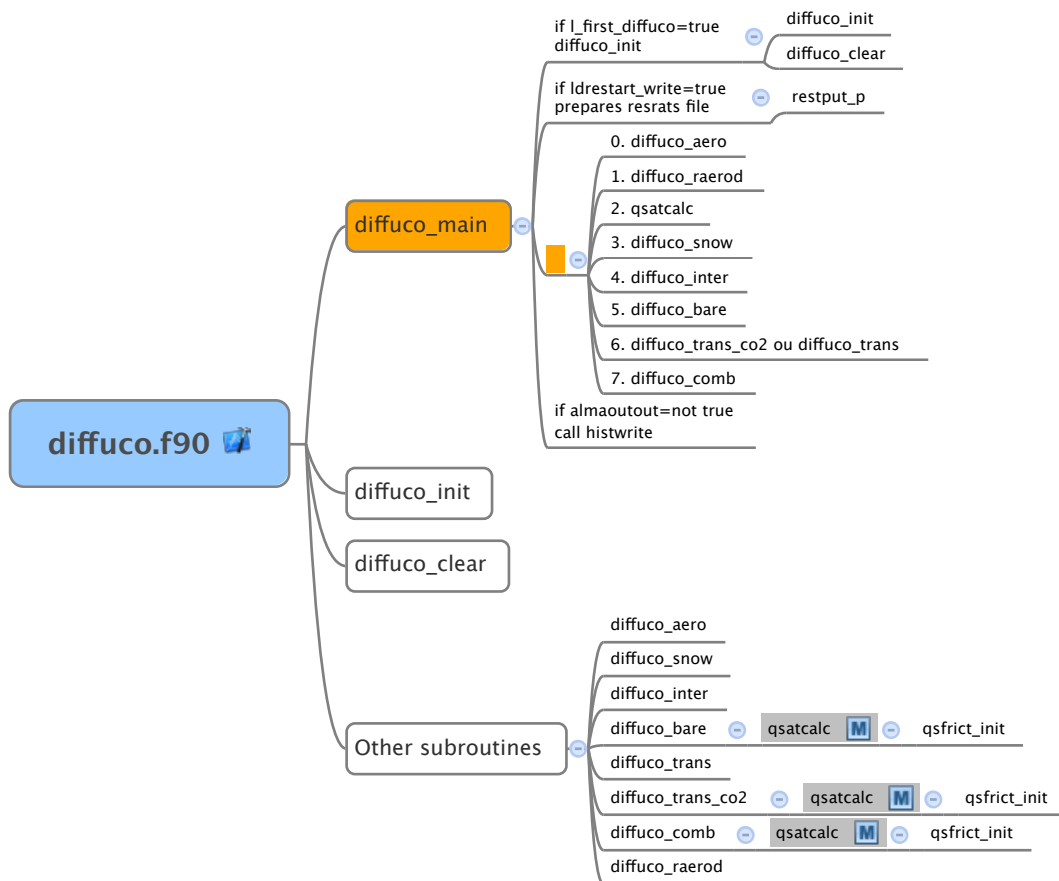 if l_first_diffuco=true
diffuco_init
diffuco_init
diffuco_clear
if ldrestart_write=true
prepares resrats file
restput_p
0. diffuco_aero
1. diffuco_raerod
2. qsatcalc
3. diffuco_snow
4. diffuco_inter
5. diffuco_bare
6. diffuco_trans_co2 ou diffuco_trans
7. diffuco_comb
if almaoutout=not true
call histwrite
diffuco_main
diffuco.f90
diffuco_init
diffuco_clear
Other subroutines
diffuco_aero
diffuco_snow
diffuco_inter
diffuco_bare
qsatcalc M
qsfrict_init
diffuco_trans
diffuco_trans_co2
qsatcalc M
qsfrict_init
diffuco_comb
qsatcalc M
qsfrict_init
diffuco_raerod